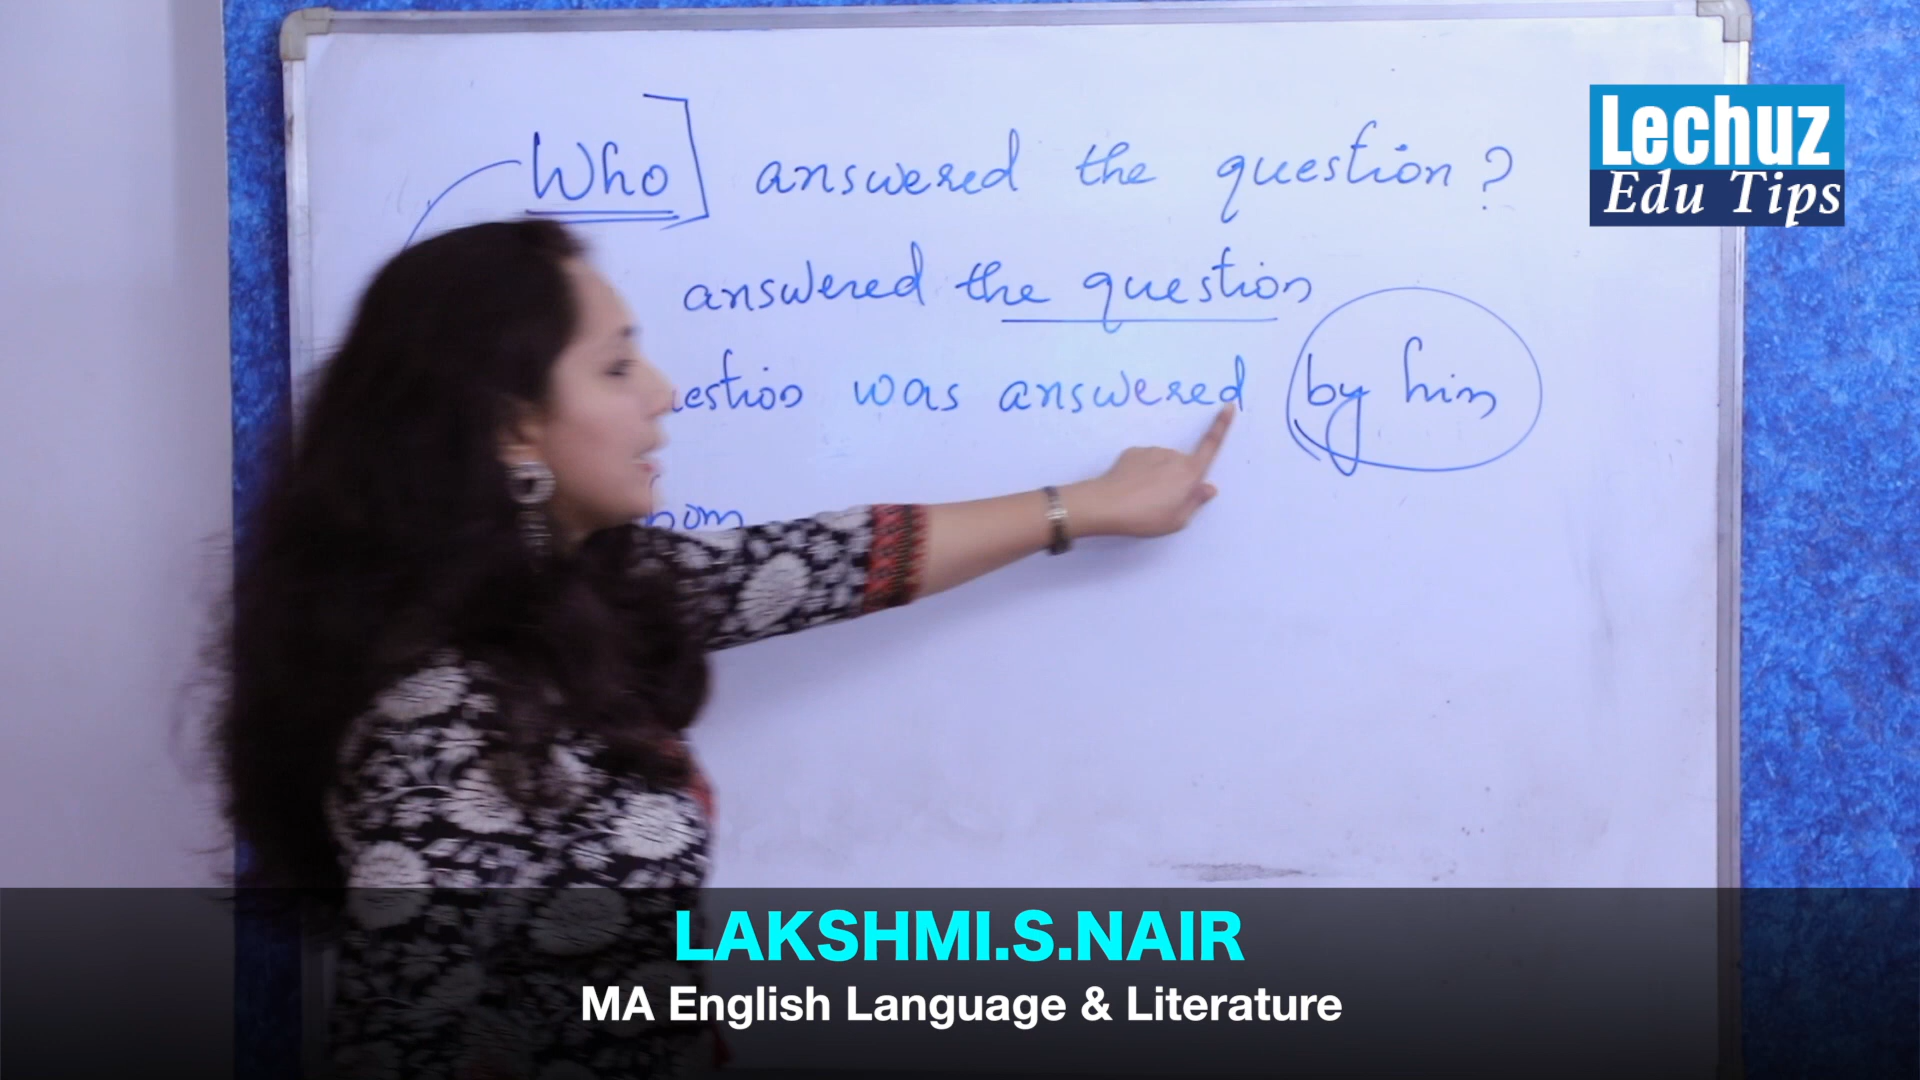 Who] answered the question?
answered the question
was answered by him
Lechuz
Edu Tips
LAKSHMI.S.NAIR
MA English Language & Literature